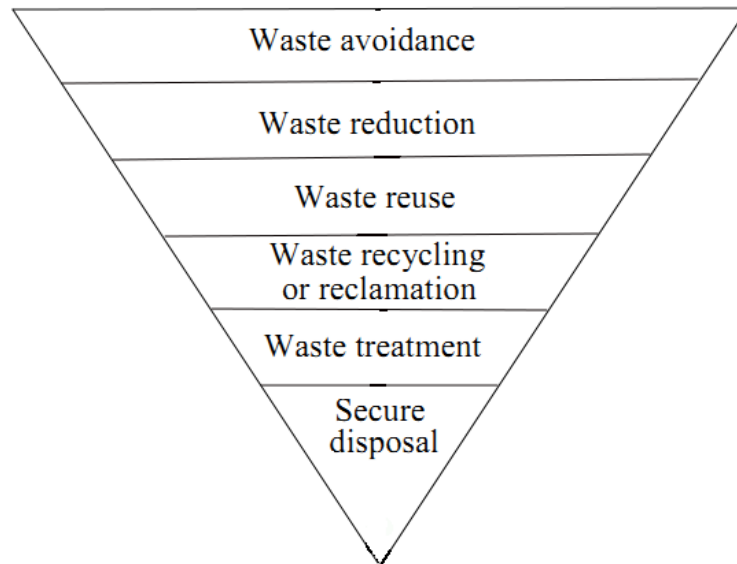 Waste avoidance
Waste reduction
Waste reuse
Waste recycling
or reclamation
Waste treatment
Secure
disposal